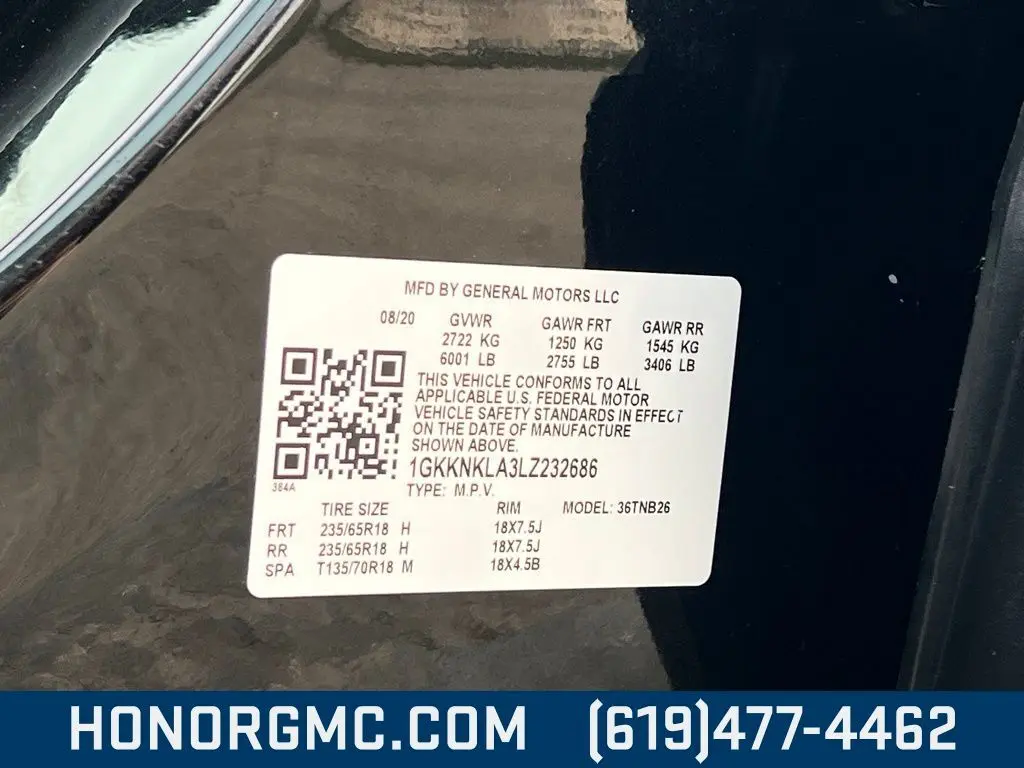 MFD BY GENERAL MOTORS LLC
08/20 GVWR GAWR FRT GAWR RR
2722 KG 1250 KG 1545 KG
6001 LB 2755 LB 3406 LB
THIS VEHICLE CONFORMS TO ALL
APPLICABLE U.S. FEDERAL MOTOR
VEHICLE SAFETY STANDARDS IN EFFECT
ON THE DATE OF MANUFACTURE
SHOWN ABOVE.
1GKKNKLA3LZ232686
384A
TYPE: M.P.V.
TIRE SIZE RIM MODEL: 36TNB26
FRT 235/65R18 H 18X7.5J
RR 235/65R18 H 18X7.5J
SPA T135/70R18 M 18X4.5B
HONORGMC.COM (619)477-4462